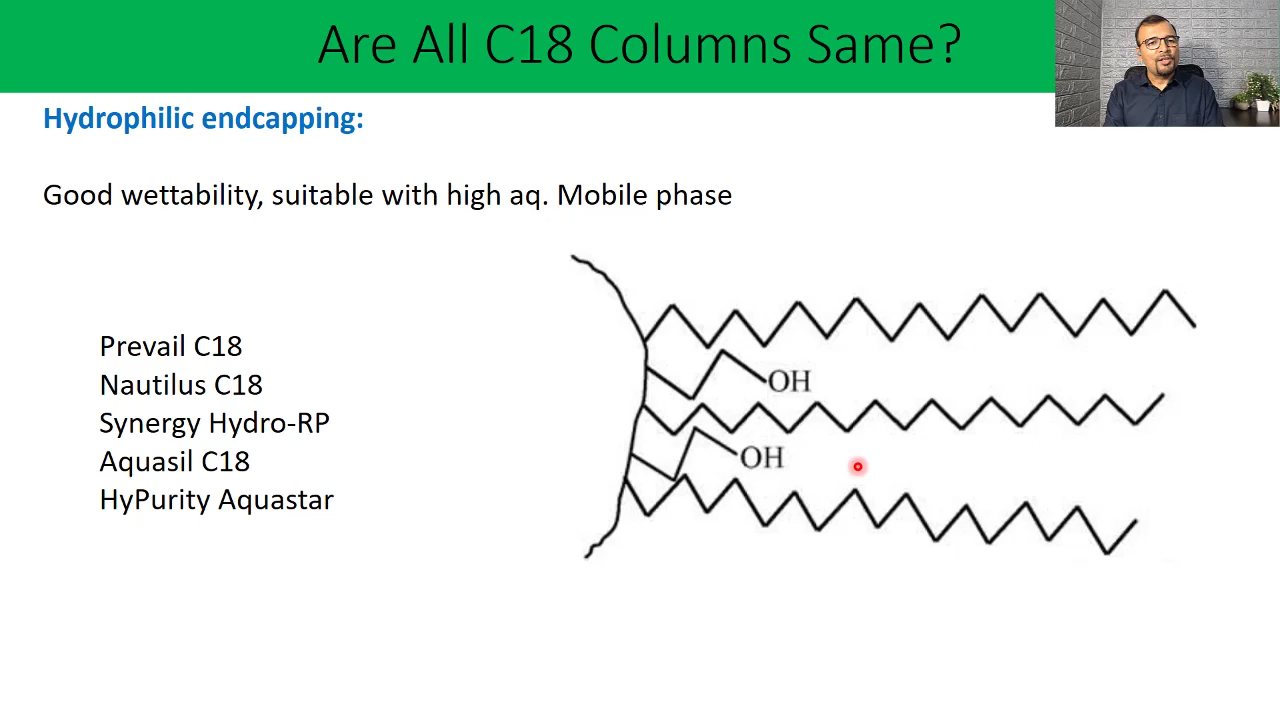 Are All C18 Columns Same?
Hydrophilic endcapping:
Good wettability, suitable with high aq. Mobile phase
Prevail C18
Nautilus C18
Synergy Hydro-RP
Aquasil C18
HyPurity Aquastar
OH
OH